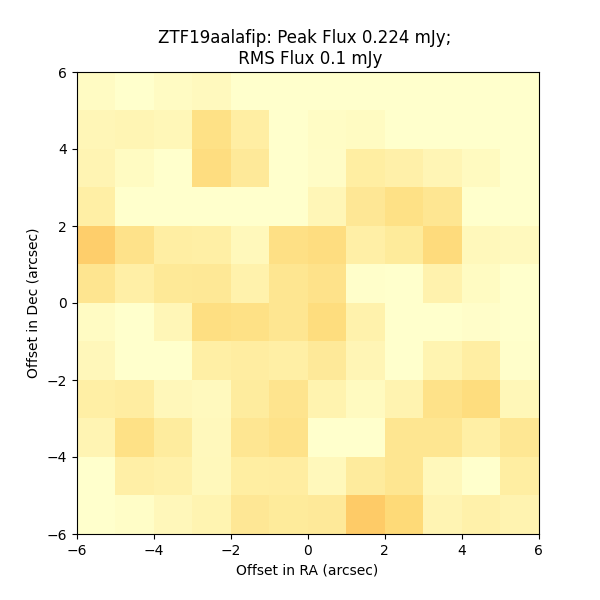 ZTF19aalafip: Peak Flux 0.224 mJy;
RMS Flux 0.1 mJy
6
4
2
0
−2
−4
−6
Offset in Dec (arcsec)
−6 −4 −2 0 2 4 6
Offset in RA (arcsec)